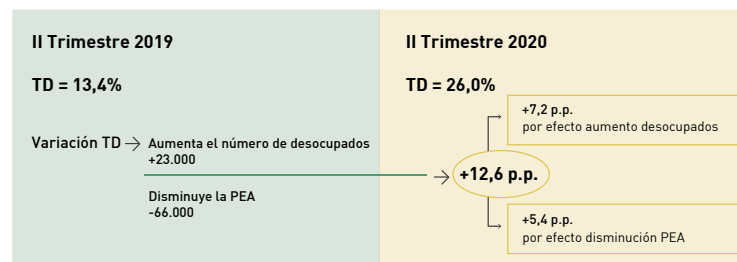 II Trimestre 2019
TD = 13,4%
Variación TD → Aumenta el número de desocupados
+23.000
Disminuye la PEA
-66.000
II Trimestre 2020
TD = 26,0%
+12,6 p.p.
+7,2 p.p.
por efecto aumento desocupados
+5,4 p.p.
por efecto disminución PEA